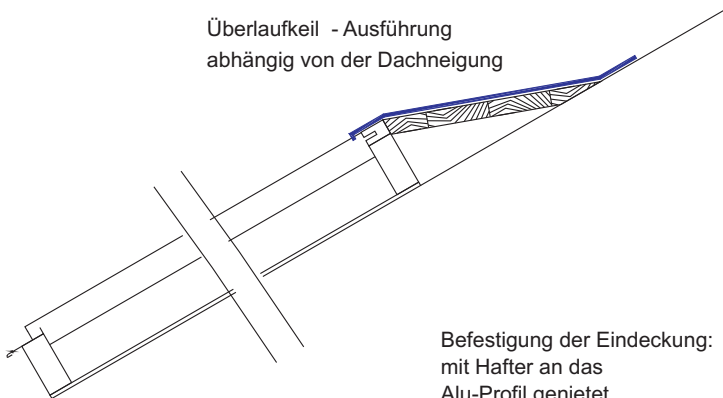 Überlaufkeil - Ausführung
abhängig von der Dachneigung
Befestigung der Eindeckung:
mit Hafter an das
Alu-Profil genietet